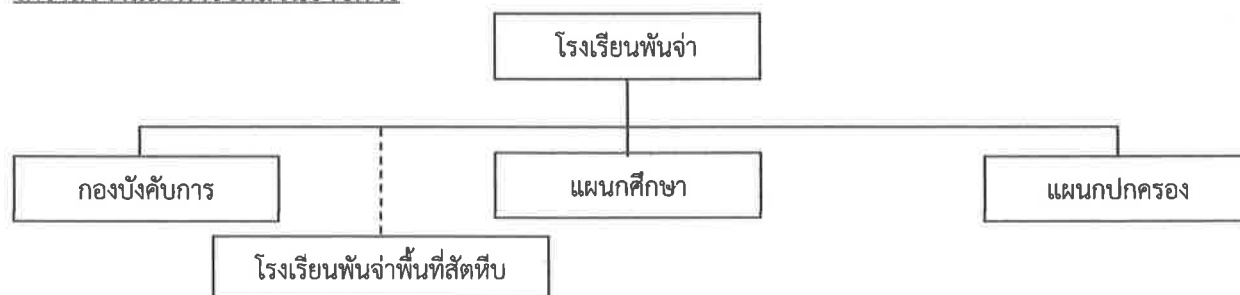 โรงเรียนพันจ่า
กองบังคับการ
แผนกศึกษา
แผนกปกครอง
โรงเรียนพันจ่าพื้นที่สัตหีบ